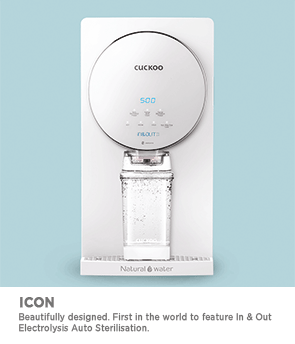 CUCKOO
500
Natural water
ICON
Beautifully designed. First in the world to feature In & Out
Electrolysis Auto Sterilisation.